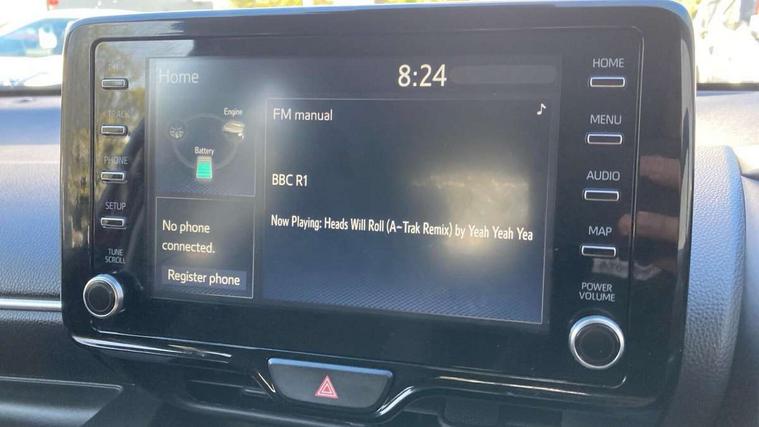 Home
8:24
Engine
Battery
No phone
connected.
Register phone
FM manual
BBC R1
Now Playing: Heads Will Roll (A-Trak Remix) by Yeah Yeah Yea
TRACK
PHONE
SETUP
TUNE
SCROLL
HOME
MENU
AUDIO
MAP
POWER
VOLUME